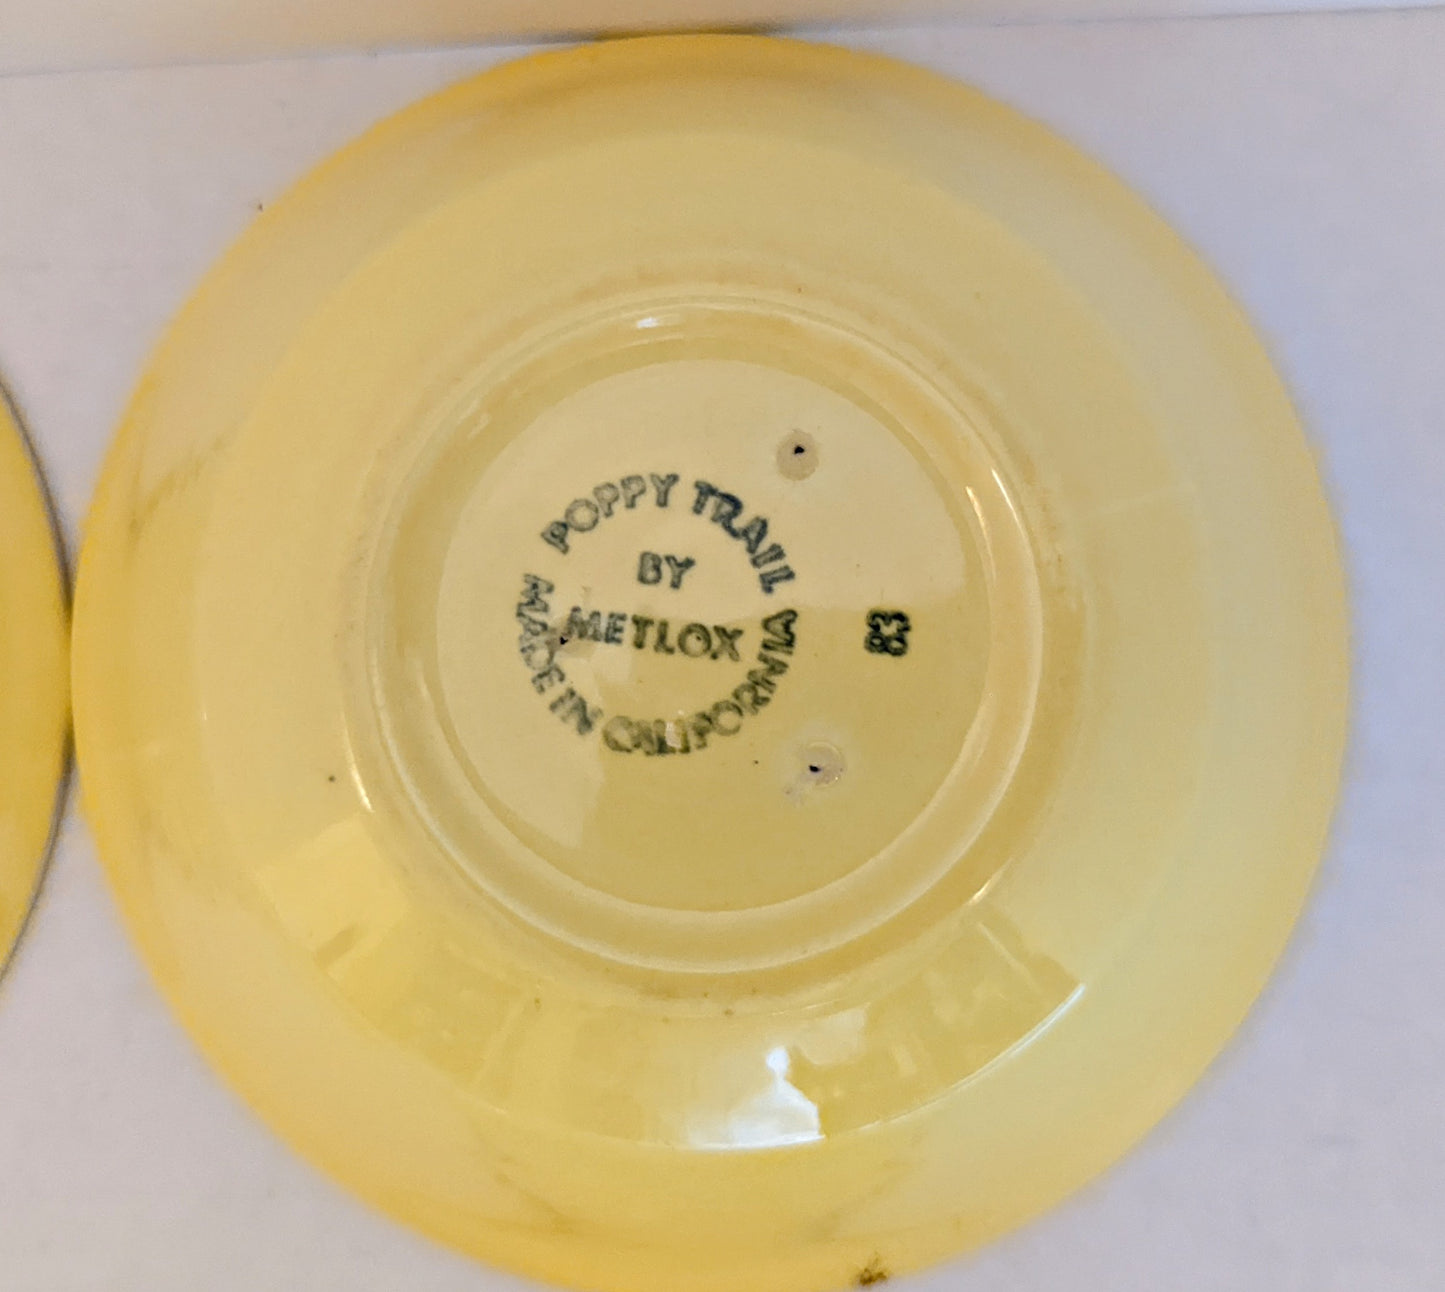 POPPY TRAIL
BY
METLOX
MADE IN CALIFORNIA
83